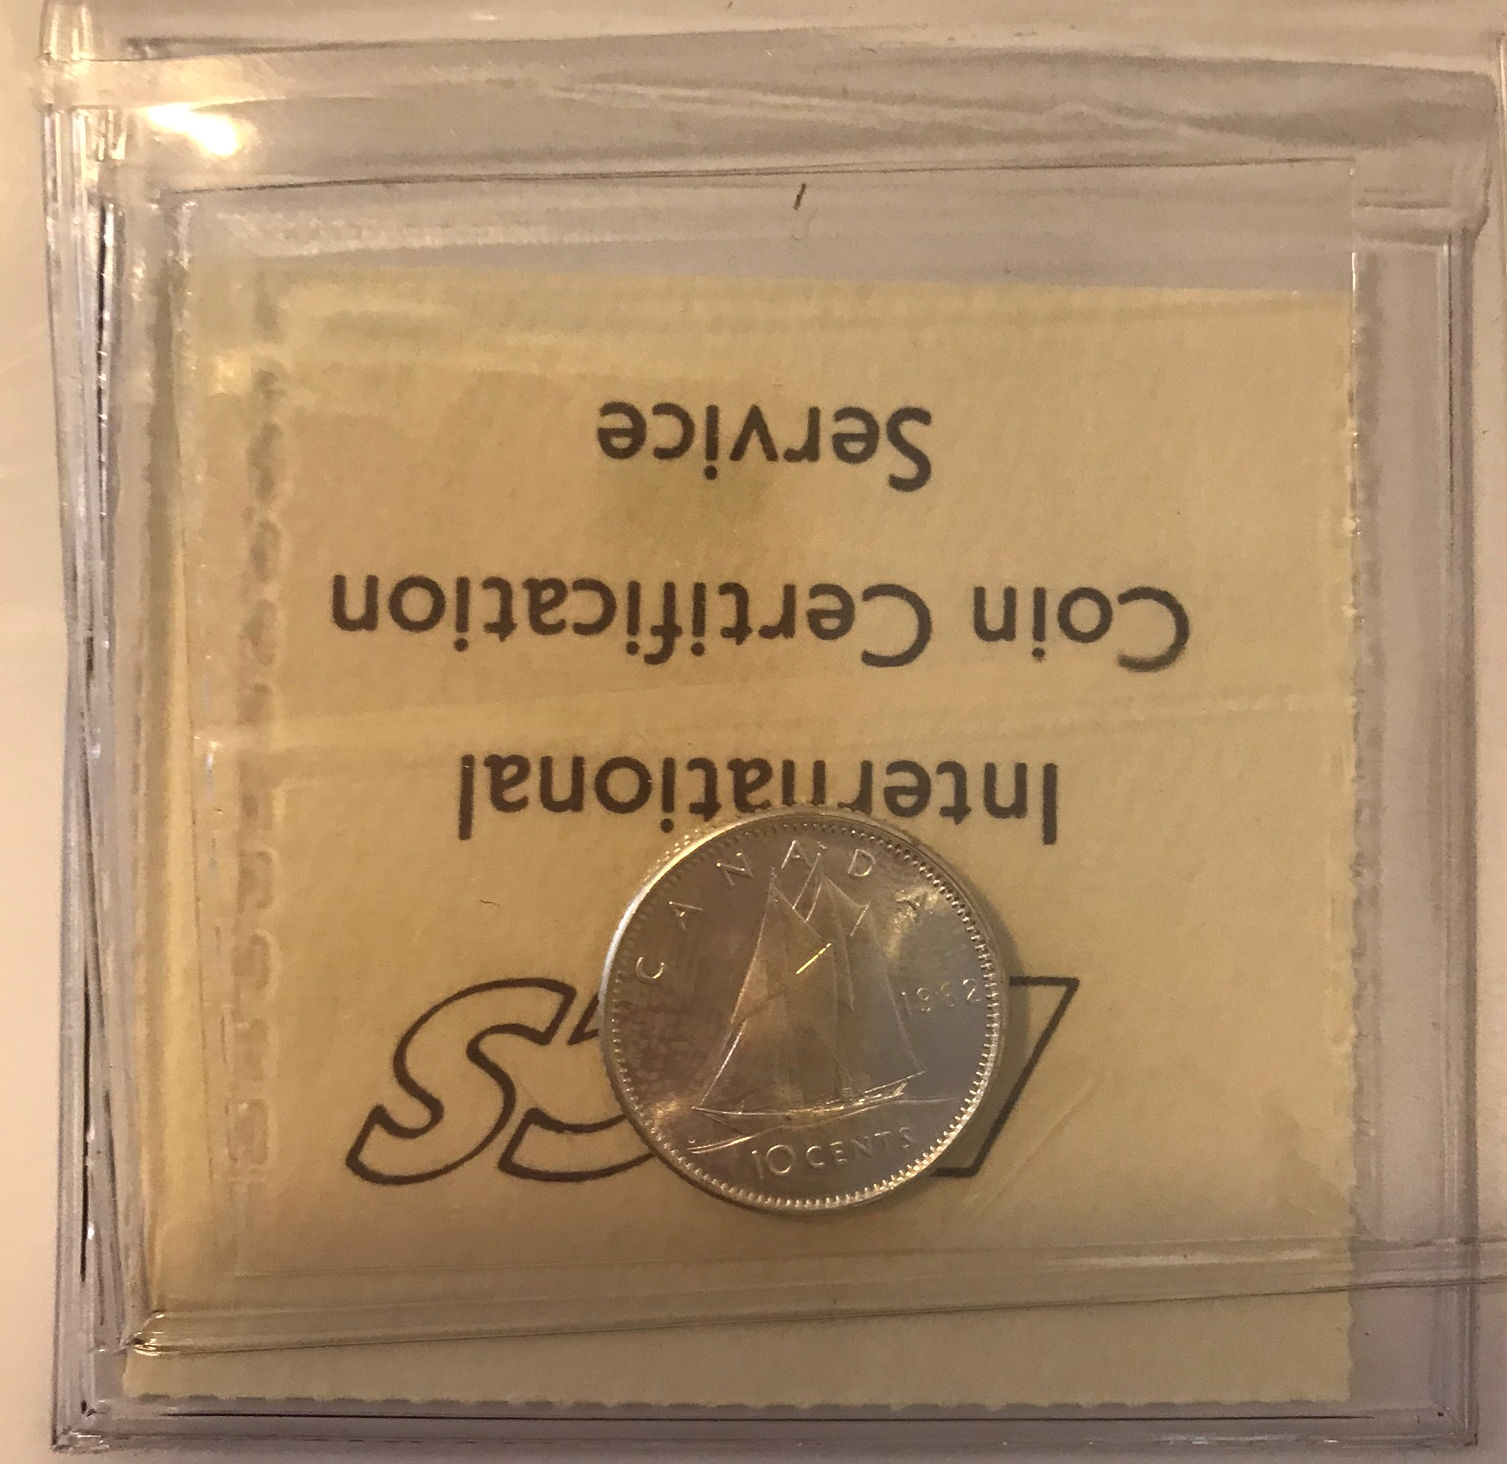 ICCS
International
Coin Certification
Service
CANADA
1962
10 CENTS